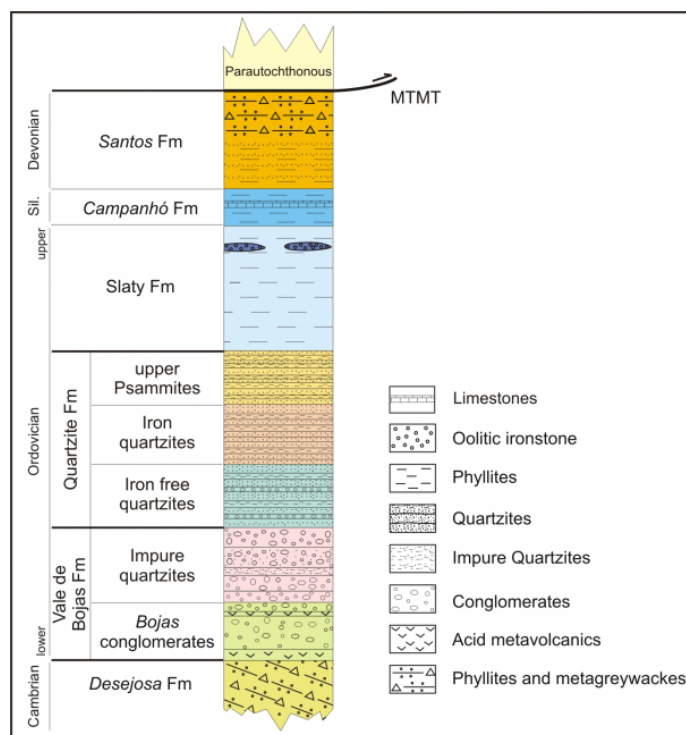 Parautochthonous
MTMT
Devonian
Santos Fm
Sil.
Campanhó Fm
upper
Slaty Fm
Ordovician
Quartzite Fm
upper
Psammites
Iron
quartzites
Iron free
quartzites
Vale de
Bojas Fm
Impure
quartzites
lower
Bojas
conglomerates
Cambrian
Desejosa Fm
Limestones
Oolitic ironstone
Phyllites
Quartzites
Impure Quartzites
Conglomerates
Acid metavolcanics
Phyllites and metagreywackes